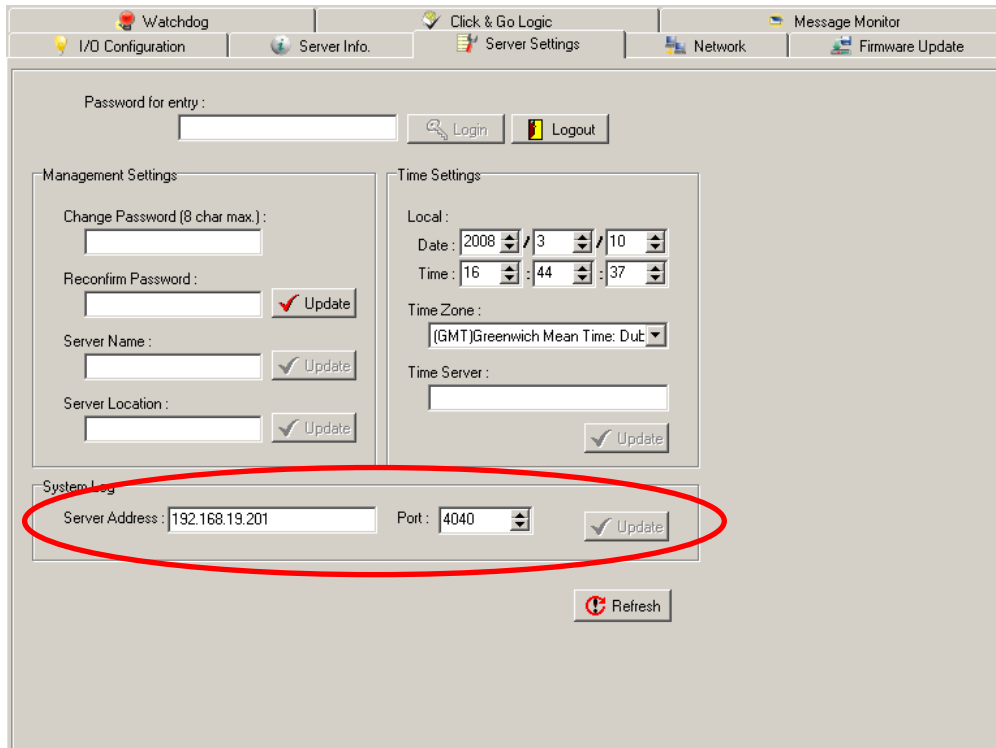 Watchdog
Click & Go Logic
Message Monitor
I/O Configuration
Server Info.
Server Settings
Network
Firmware Update
Password for entry :
Login
Logout
Management Settings
Change Password (8 char max.) :
Reconfirm Password :
Update
Server Name :
Update
Server Location :
Update
Time Settings
Local :
Date : 2008 / 3 / 10
Time : 16 : 44 : 37
Time Zone :
(GMT)Greenwich Mean Time: Dub
Time Server :
Update
System Log
Server Address : 192.168.19.201 Port : 4040 Update
Refresh